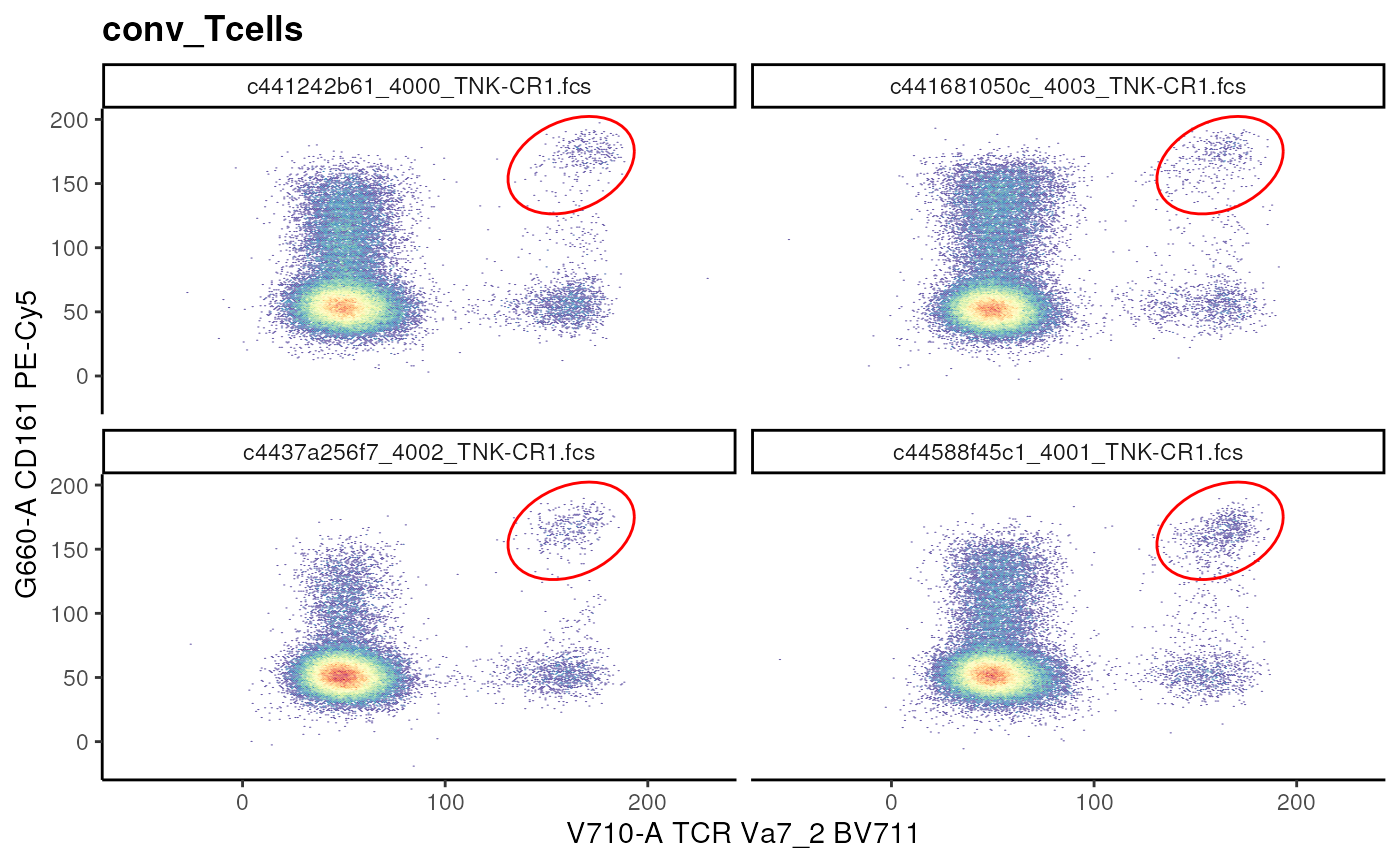 conv_Tcells
c441242b61_4000_TNK-CR1.fcs
c441681050c_4003_TNK-CR1.fcs
200
150
100
50
0
c4437a256f7_4002_TNK-CR1.fcs
c44588f45c1_4001_TNK-CR1.fcs
200
150
100
50
0
G660-A CD161 PE-Cy5
0
100
200
0
100
200
V710-A TCR Va7_2 BV711